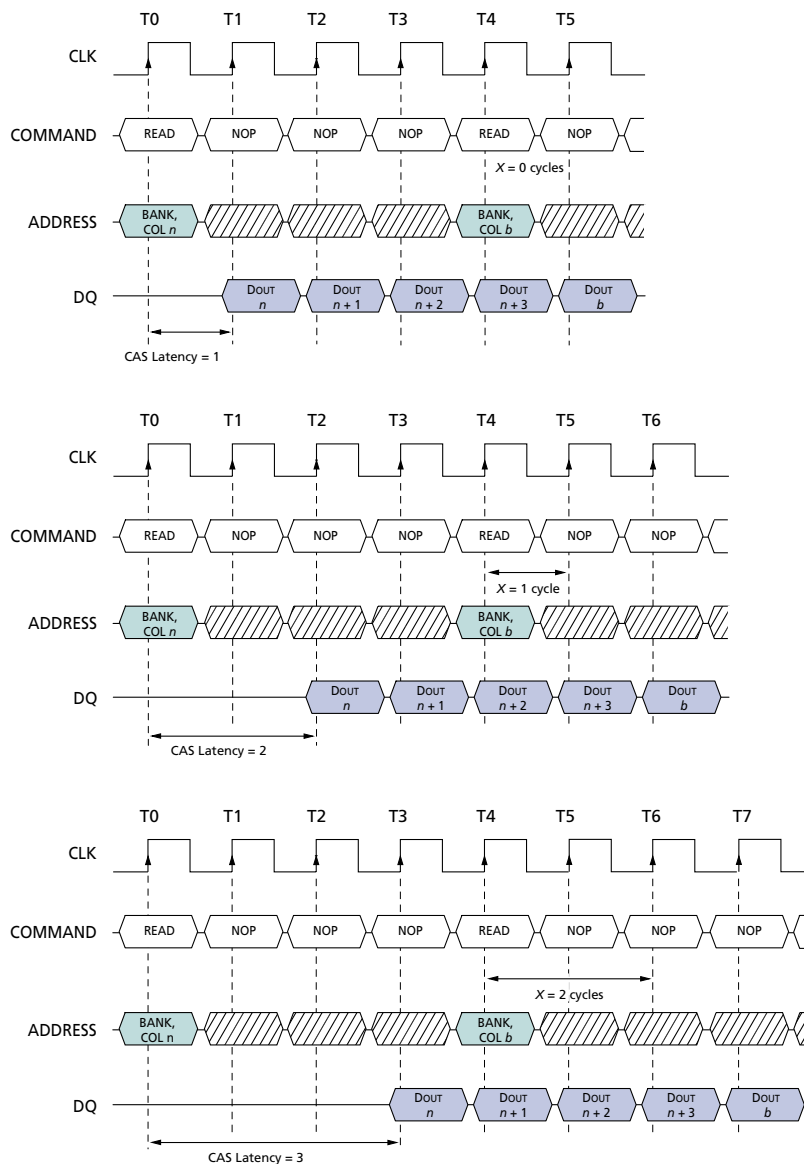 T0 T1 T2 T3 T4 T5
CLK
COMMAND READ NOP NOP NOP READ NOP
X = 0 cycles
ADDRESS BANK, COL n BANK, COL b
DQ DOUT n DOUT n + 1 DOUT n + 2 DOUT n + 3 DOUT b
CAS Latency = 1
T0 T1 T2 T3 T4 T5 T6
CLK
COMMAND READ NOP NOP NOP READ NOP NOP
X = 1 cycle
ADDRESS BANK, COL n BANK, COL b
DQ DOUT n DOUT n + 1 DOUT n + 2 DOUT n + 3 DOUT b
CAS Latency = 2
T0 T1 T2 T3 T4 T5 T6 T7
CLK
COMMAND READ NOP NOP NOP READ NOP NOP NOP
X = 2 cycles
ADDRESS BANK, COL n BANK, COL b
DQ DOUT n DOUT n + 1 DOUT n + 2 DOUT n + 3 DOUT b
CAS Latency = 3